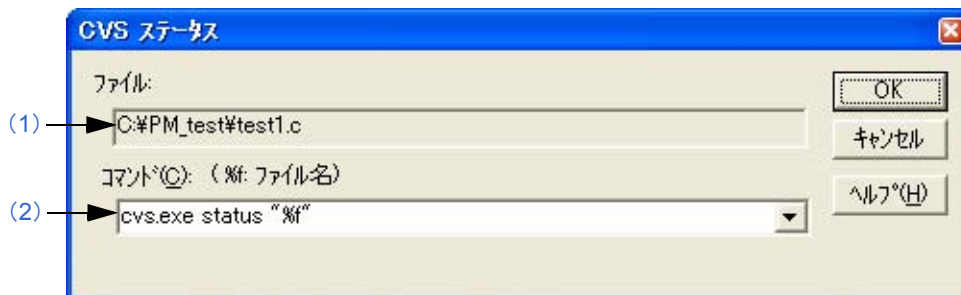 CVS ステータス
ファイル:
OK
(1)
C:¥PM_test¥test1.c
キャンセル
コマンド(C): ( %f: ファイル名)
ヘルプ(H)
(2)
cvs.exe status "%f"